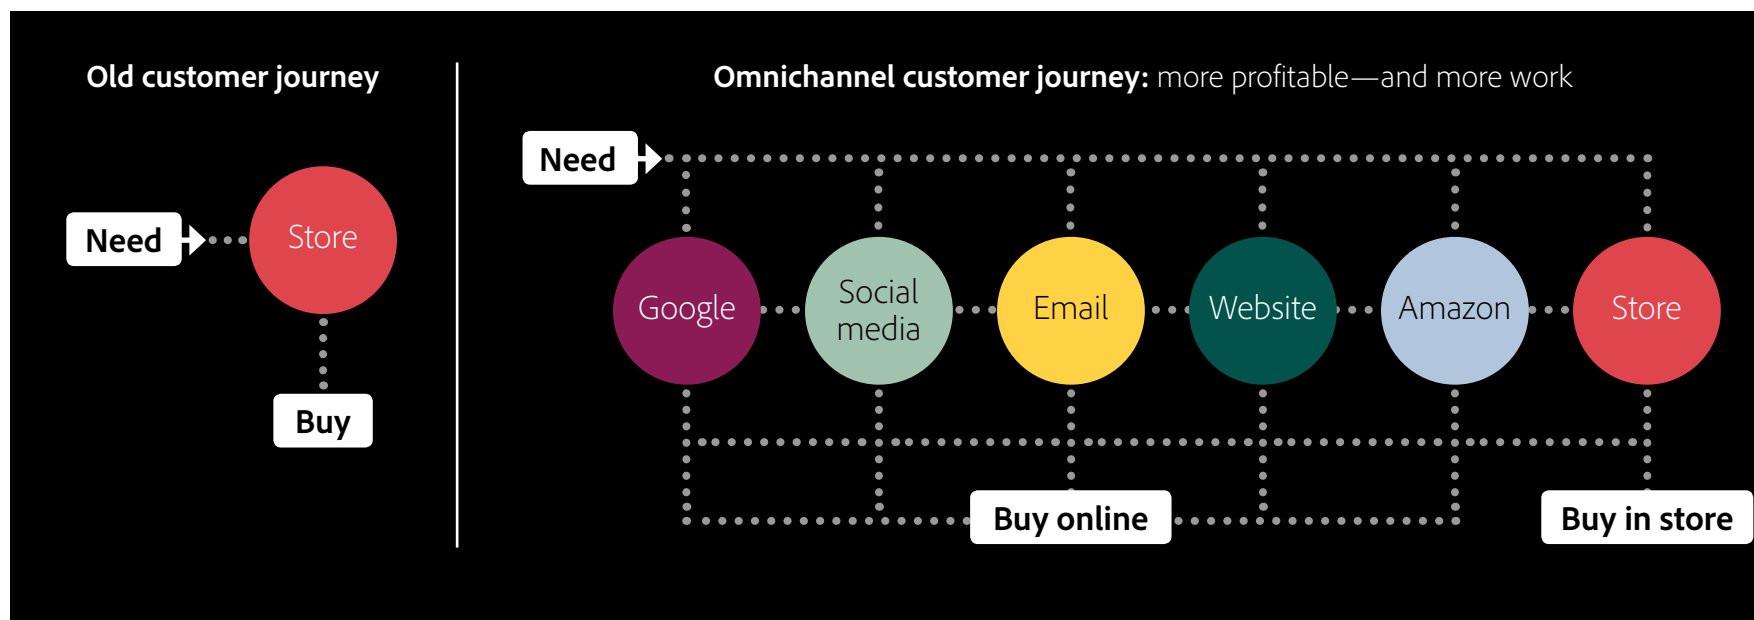 Old customer journey
Need
Store
Buy
Omnichannel customer journey: more profitable—and more work
Need
Google
Social
media
Email
Website
Amazon
Store
Buy online
Buy in store